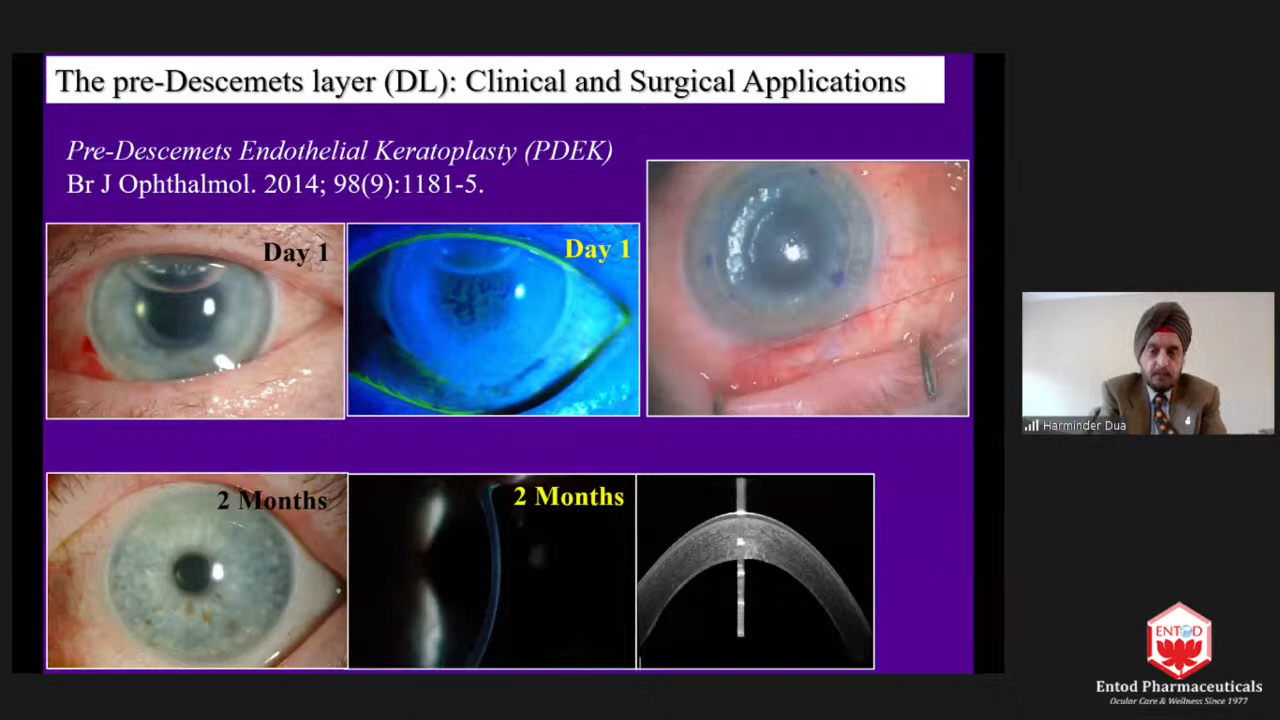 The pre-Descemets layer (DL): Clinical and Surgical Applications
Pre-Descemets Endothelial Keratoplasty (PDEK)
Br J Ophthalmol. 2014; 98(9):1181-5.
Day 1
Day 1
2 Months
2 Months
Harminder Dua
ENTOD
Entod Pharmaceuticals
Ocular Care & Wellness Since 1977